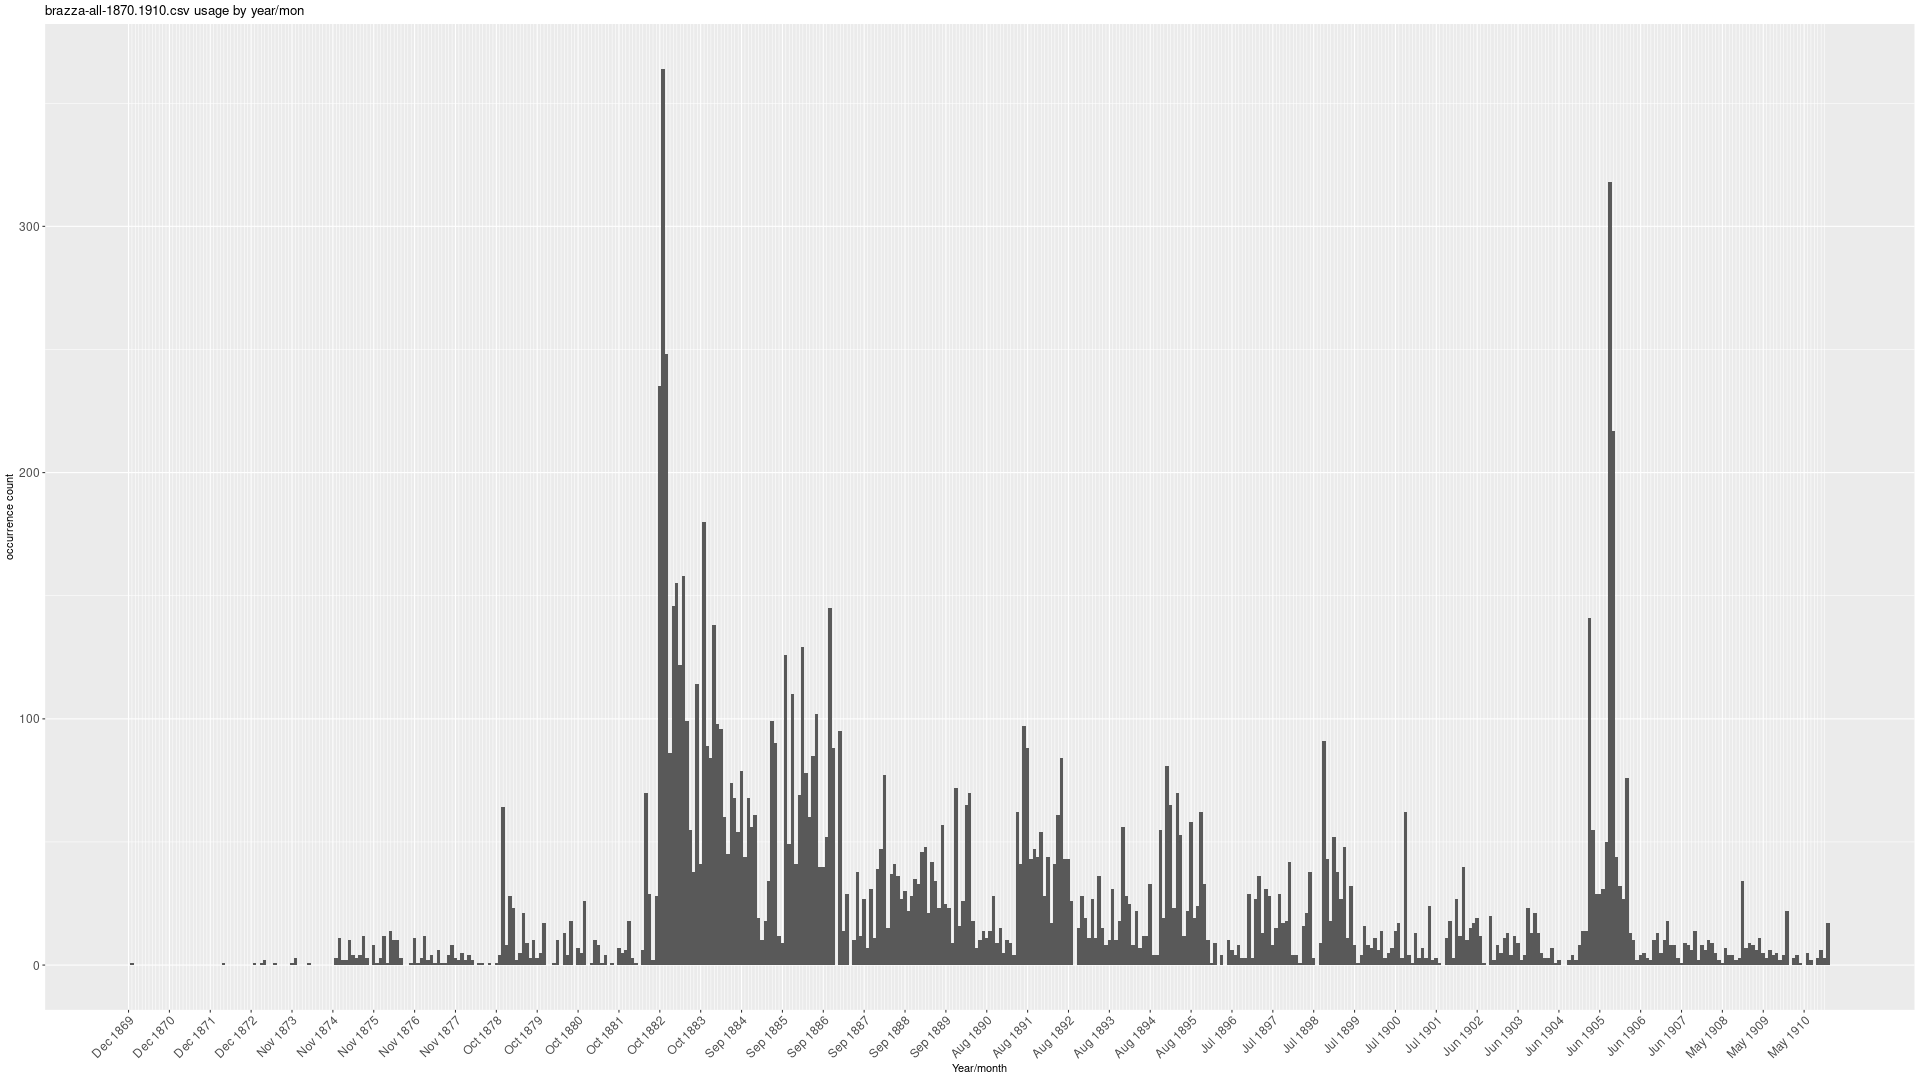 brazza-all-1870.1910.csv usage by year/mon
occurrence count
300
200
100
0
Dec 1869
Dec 1870
Dec 1871
Dec 1872
Nov 1873
Nov 1874
Nov 1875
Nov 1876
Nov 1877
Oct 1878
Oct 1879
Oct 1880
Oct 1881
Oct 1882
Oct 1883
Sep 1884
Sep 1885
Sep 1886
Sep 1887
Sep 1888
Sep 1889
Aug 1890
Aug 1891
Aug 1892
Aug 1893
Aug 1894
Aug 1895
Jul 1896
Jul 1897
Jul 1898
Jul 1899
Jul 1900
Jul 1901
Jun 1902
Jun 1903
Jun 1904
Jun 1905
Jun 1906
Jun 1907
May 1908
May 1909
May 1910
Year/month